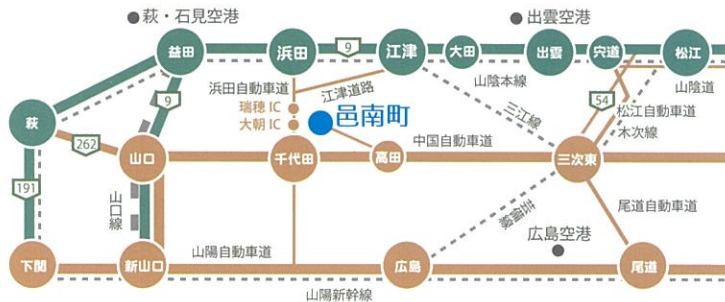 萩・石見空港
出雲空港
益田
浜田
9
江津
大田
出雲
宍道
松江
浜田自動車道
江津道路
山陰本線
山陰道
9
瑞穂IC
54
松江自動車道
萩
大朝IC
邑南町
三江線
木次線
262
山口
千代田
高田
中国自動車道
三次東
191
山口線
芸備線
尾道自動車道
広島空港
山陽自動車道
下関
新山口
広島
尾道
山陽新幹線